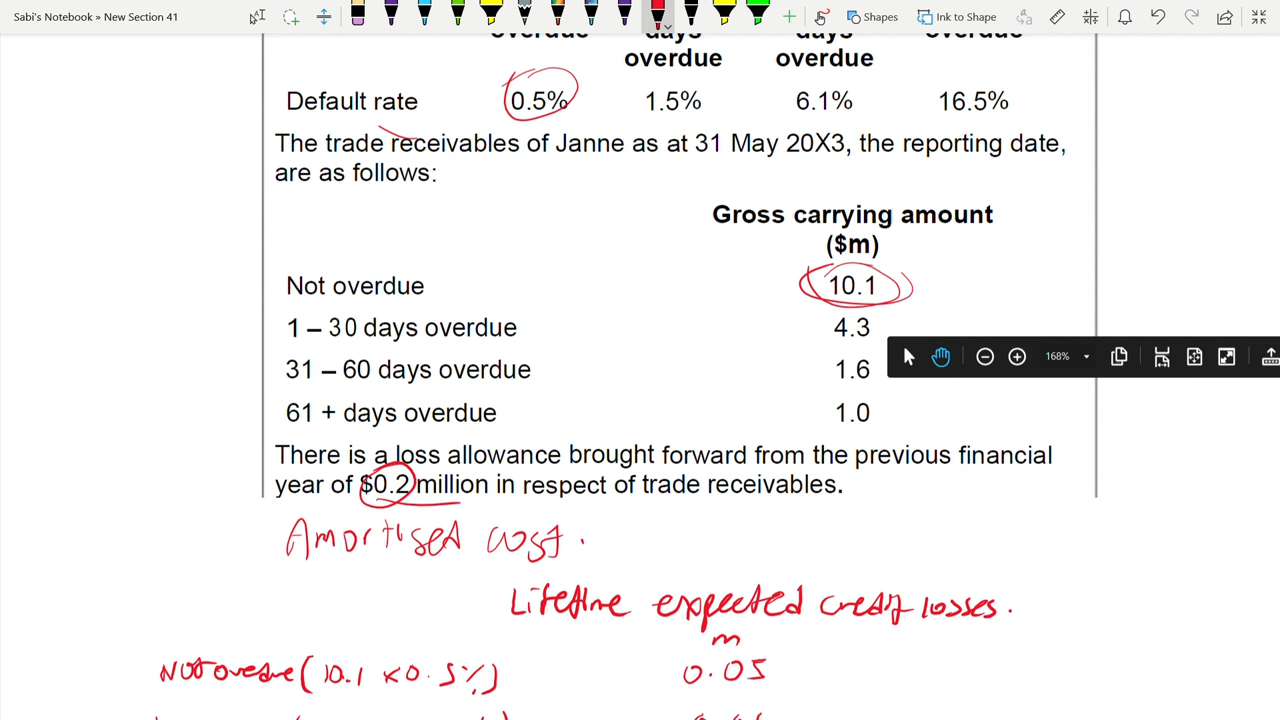 Sabi's Notebook » New Section 41
Shapes
Ink to Shape
overdue days days overdue
overdue overdue
Default rate 0.5% 1.5% 6.1% 16.5%
The trade receivables of Janne as at 31 May 20X3, the reporting date,
are as follows:
Gross carrying amount
($m)
Not overdue 10.1
1 – 30 days overdue 4.3
168%
31 – 60 days overdue 1.6
61 + days overdue 1.0
There is a loss allowance brought forward from the previous financial
year of $0.2 million in respect of trade receivables.
Amortised cost.
Lifetime expected credit losses.
m
Not overdue (10.1 x 0.5%) 0.05